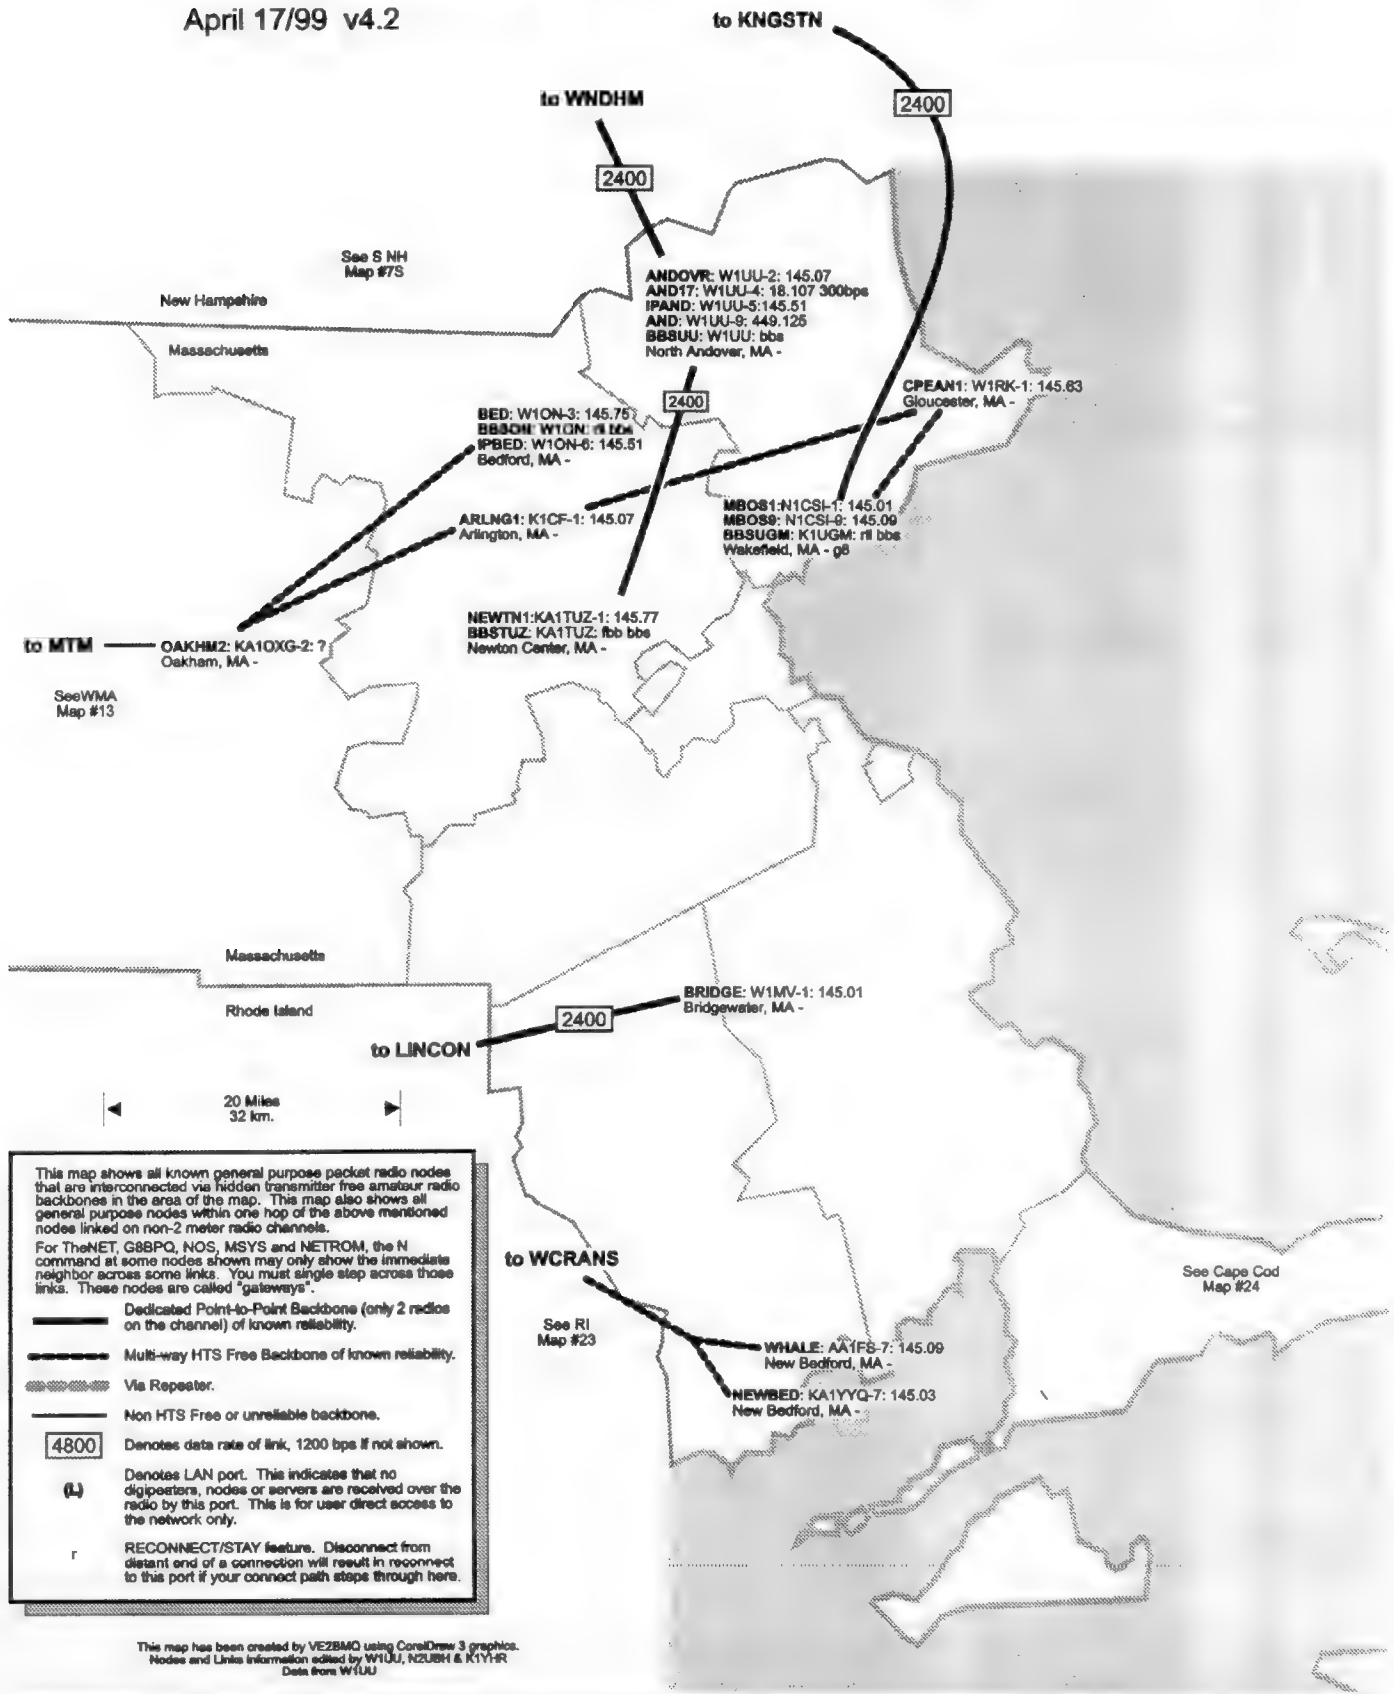 April 17/99 v4.2
to KNGSTN
2400
to WNDHM
2400
See S NH
Map #7S
New Hampshire
Massachusetts
ANDOVR: W1UU-2: 145.07
AND17: W1UU-4: 18.107 300bps
IPAND: W1UU-5:145.51
AND: W1UU-9: 449.125
BBSUU: W1UU: bbs
North Andover, MA -
2400
CPEAN1: W1RK-1: 145.63
Gloucester, MA -
BED: W1ON-3: 145.75
BBSON: W1ON: rli bbs
IPBED: W1ON-6: 145.51
Bedford, MA -
ARLNG1: K1CF-1: 145.07
Arlington, MA -
MBOS1:N1CSI-1: 145.01
MBOS9: N1CSI-9: 145.09
BBSUGM: K1UGM: rli bbs
Wakefield, MA - g8
NEWTN1:KA1TUZ-1: 145.77
BBSTUZ: KA1TUZ: fbb bbs
Newton Center, MA -
to MTM
OAKHM2: KA1OXG-2: ?
Oakham, MA -
SeeWMA
Map #13
Massachusetts
Rhode Island
BRIDGE: W1MV-1: 145.01
Bridgewater, MA -
2400
to LINCON
20 Miles
32 km.
This map shows all known general purpose packet radio nodes
that are interconnected via hidden transmitter free amateur radio
backbones in the area of the map. This map also shows all
general purpose nodes within one hop of the above mentioned
nodes linked on non-2 meter radio channels.
For TheNET, G8BPQ, NOS, MSYS and NETROM, the N
command at some nodes shown may only show the immediate
neighbor across some links. You must single step across those
links. These nodes are called "gateways".
Dedicated Point-to-Point Backbone (only 2 radios
on the channel) of known reliability.
Multi-way HTS Free Backbone of known reliability.
Via Repeater.
Non HTS Free or unreliable backbone.
4800
Denotes data rate of link, 1200 bps if not shown.
(L)
Denotes LAN port. This indicates that no
digipeaters, nodes or servers are received over the
radio by this port. This is for user direct access to
the network only.
r
RECONNECT/STAY feature. Disconnect from
distant end of a connection will result in reconnect
to this port if your connect path steps through here.
to WCRANS
See RI
Map #23
WHALE: AA1FS-7: 145.09
New Bedford, MA -
NEWBED: KA1YYQ-7: 145.03
New Bedford, MA -
See Cape Cod
Map #24
This map has been created by VE2BMQ using CorelDraw 3 graphics.
Nodes and Links information edited by W1UU, N2UBH & K1YHR
Data from W1UU